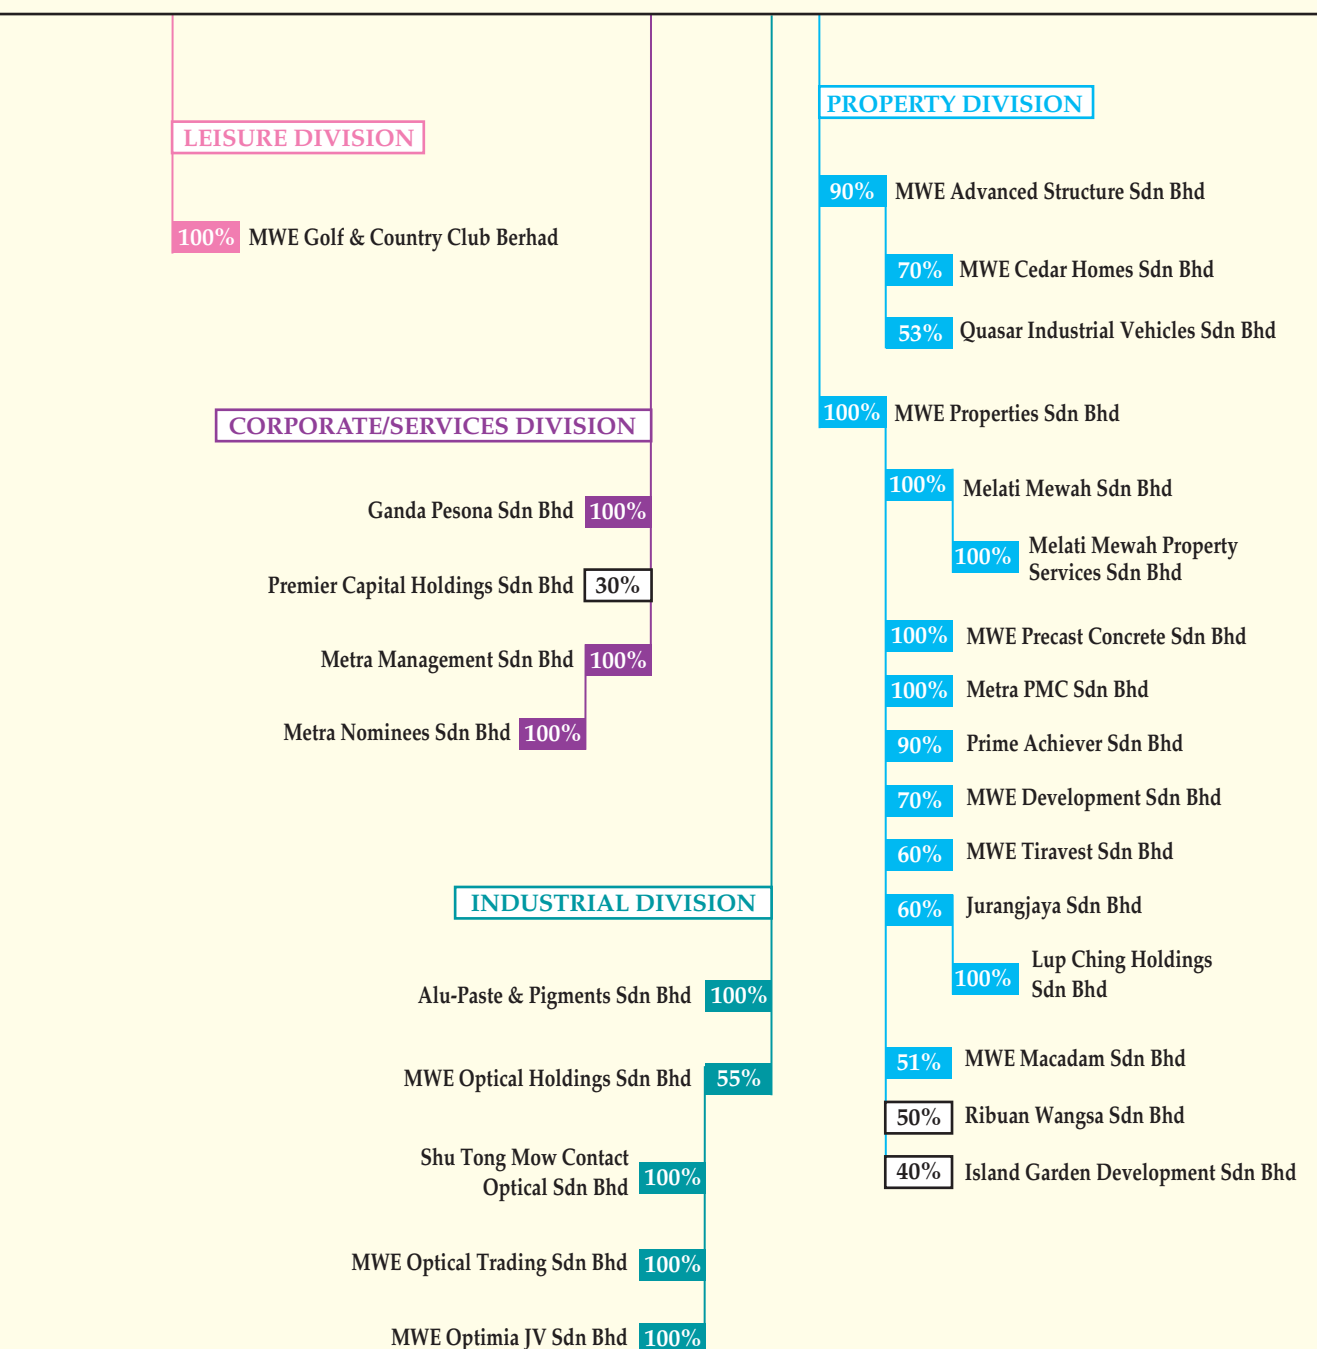 LEISURE DIVISION
100% MWE Golf & Country Club Berhad
CORPORATE/SERVICES DIVISION
Ganda Pesona Sdn Bhd 100%
Premier Capital Holdings Sdn Bhd 30%
Metra Management Sdn Bhd 100%
Metra Nominees Sdn Bhd 100%
INDUSTRIAL DIVISION
Alu-Paste & Pigments Sdn Bhd 100%
MWE Optical Holdings Sdn Bhd 55%
Shu Tong Mow Contact
Optical Sdn Bhd 100%
MWE Optical Trading Sdn Bhd 100%
MWE Optimia JV Sdn Bhd 100%
PROPERTY DIVISION
90% MWE Advanced Structure Sdn Bhd
70% MWE Cedar Homes Sdn Bhd
53% Quasar Industrial Vehicles Sdn Bhd
100% MWE Properties Sdn Bhd
100% Melati Mewah Sdn Bhd
100% Melati Mewah Property
Services Sdn Bhd
100% MWE Precast Concrete Sdn Bhd
100% Metra PMC Sdn Bhd
90% Prime Achiever Sdn Bhd
70% MWE Development Sdn Bhd
60% MWE Tiravest Sdn Bhd
60% Jurangjaya Sdn Bhd
100% Lup Ching Holdings
Sdn Bhd
51% MWE Macadam Sdn Bhd
50% Ribuan Wangsa Sdn Bhd
40% Island Garden Development Sdn Bhd